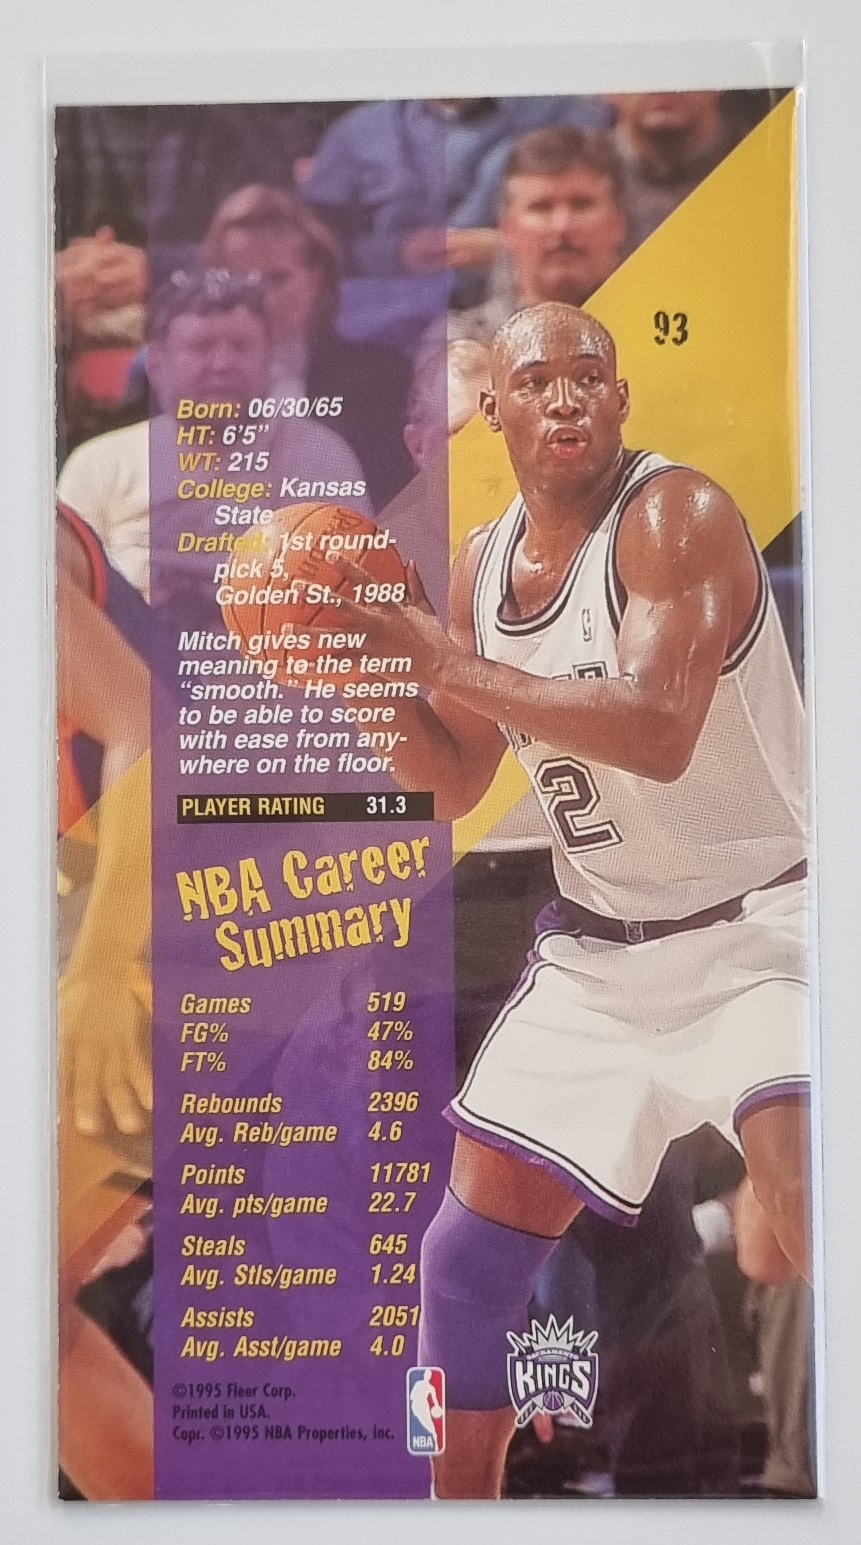 93
Born: 06/30/65
HT: 6'5"
WT: 215
College: Kansas
State
Drafted: 1st round-
pick 5,
Golden St., 1988
Mitch gives new
meaning to the term
“smooth.” He seems
to be able to score
with ease from any-
where on the floor.
PLAYER RATING 31.3
NBA Career
Summary
Games 519
FG% 47%
FT% 84%
Rebounds 2396
Avg. Reb/game 4.6
Points 11781
Avg. pts/game 22.7
Steals 645
Avg. Stls/game 1.24
Assists 2051
Avg. Asst/game 4.0
©1995 Fleer Corp.
Printed in USA.
Copr. ©1995 NBA Properties, Inc.
NBA
SACRAMENTO
KINGS
2